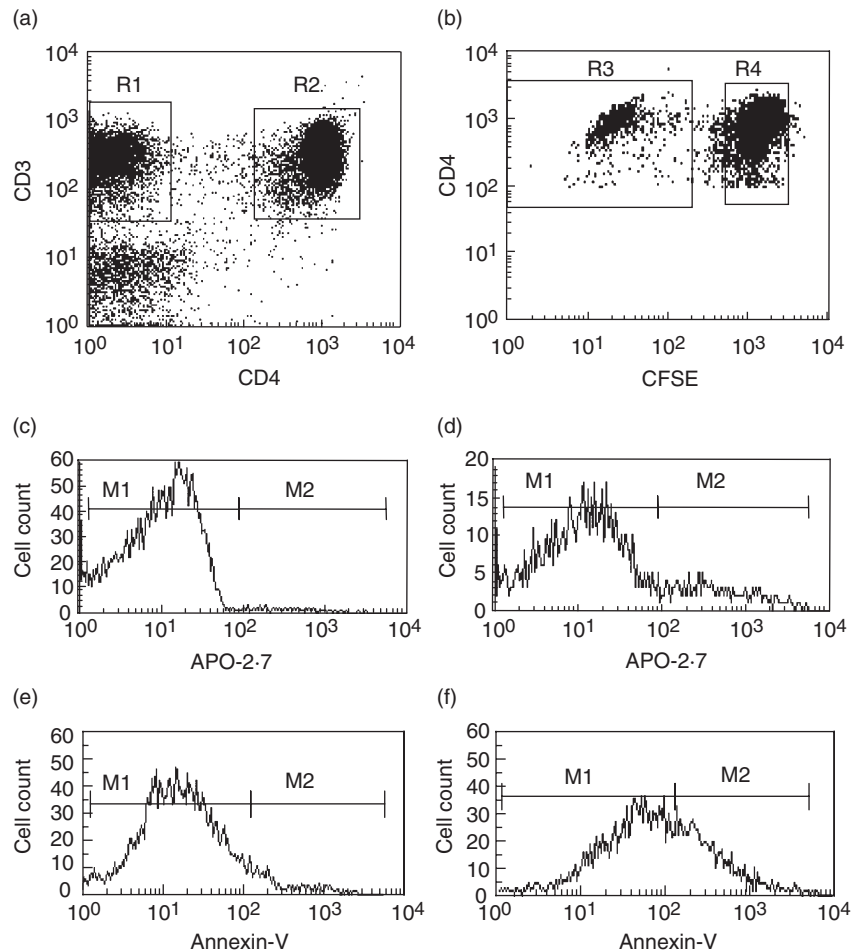 (a)
10⁴
10³
10²
10¹
10⁰
CD3
R1
R2
10⁰ 10¹ 10² 10³ 10⁴
CD4
(b)
10⁴
10³
10²
10¹
10⁰
CD4
R3
R4
10⁰ 10¹ 10² 10³ 10⁴
CFSE
(c)
60
50
40
30
20
10
0
Cell count
M1
M2
10⁰ 10¹ 10² 10³ 10⁴
APO-2·7
(d)
20
15
10
5
0
Cell count
M1
M2
10⁰ 10¹ 10² 10³ 10⁴
APO-2·7
(e)
60
50
40
30
20
10
0
Cell count
M1
M2
10⁰ 10¹ 10² 10³ 10⁴
Annexin-V
(f)
60
50
40
30
20
10
0
Cell count
M1
M2
10⁰ 10¹ 10² 10³ 10⁴
Annexin-V